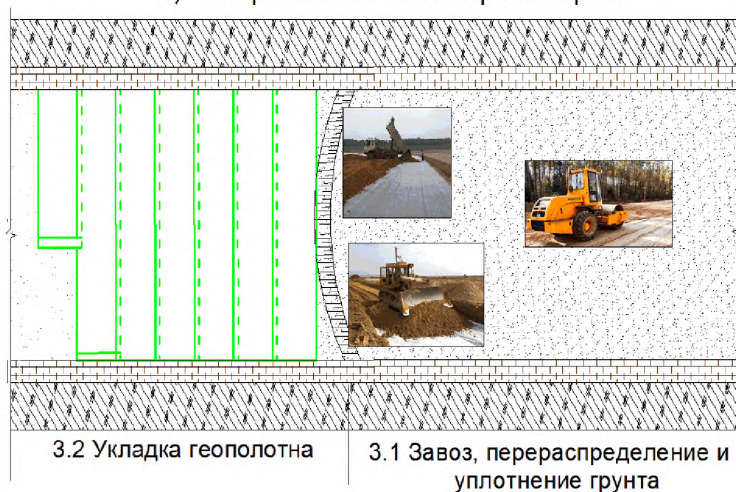 3.2 Укладка геополотна
3.1 Завоз, перераспределение и
уплотнение грунта